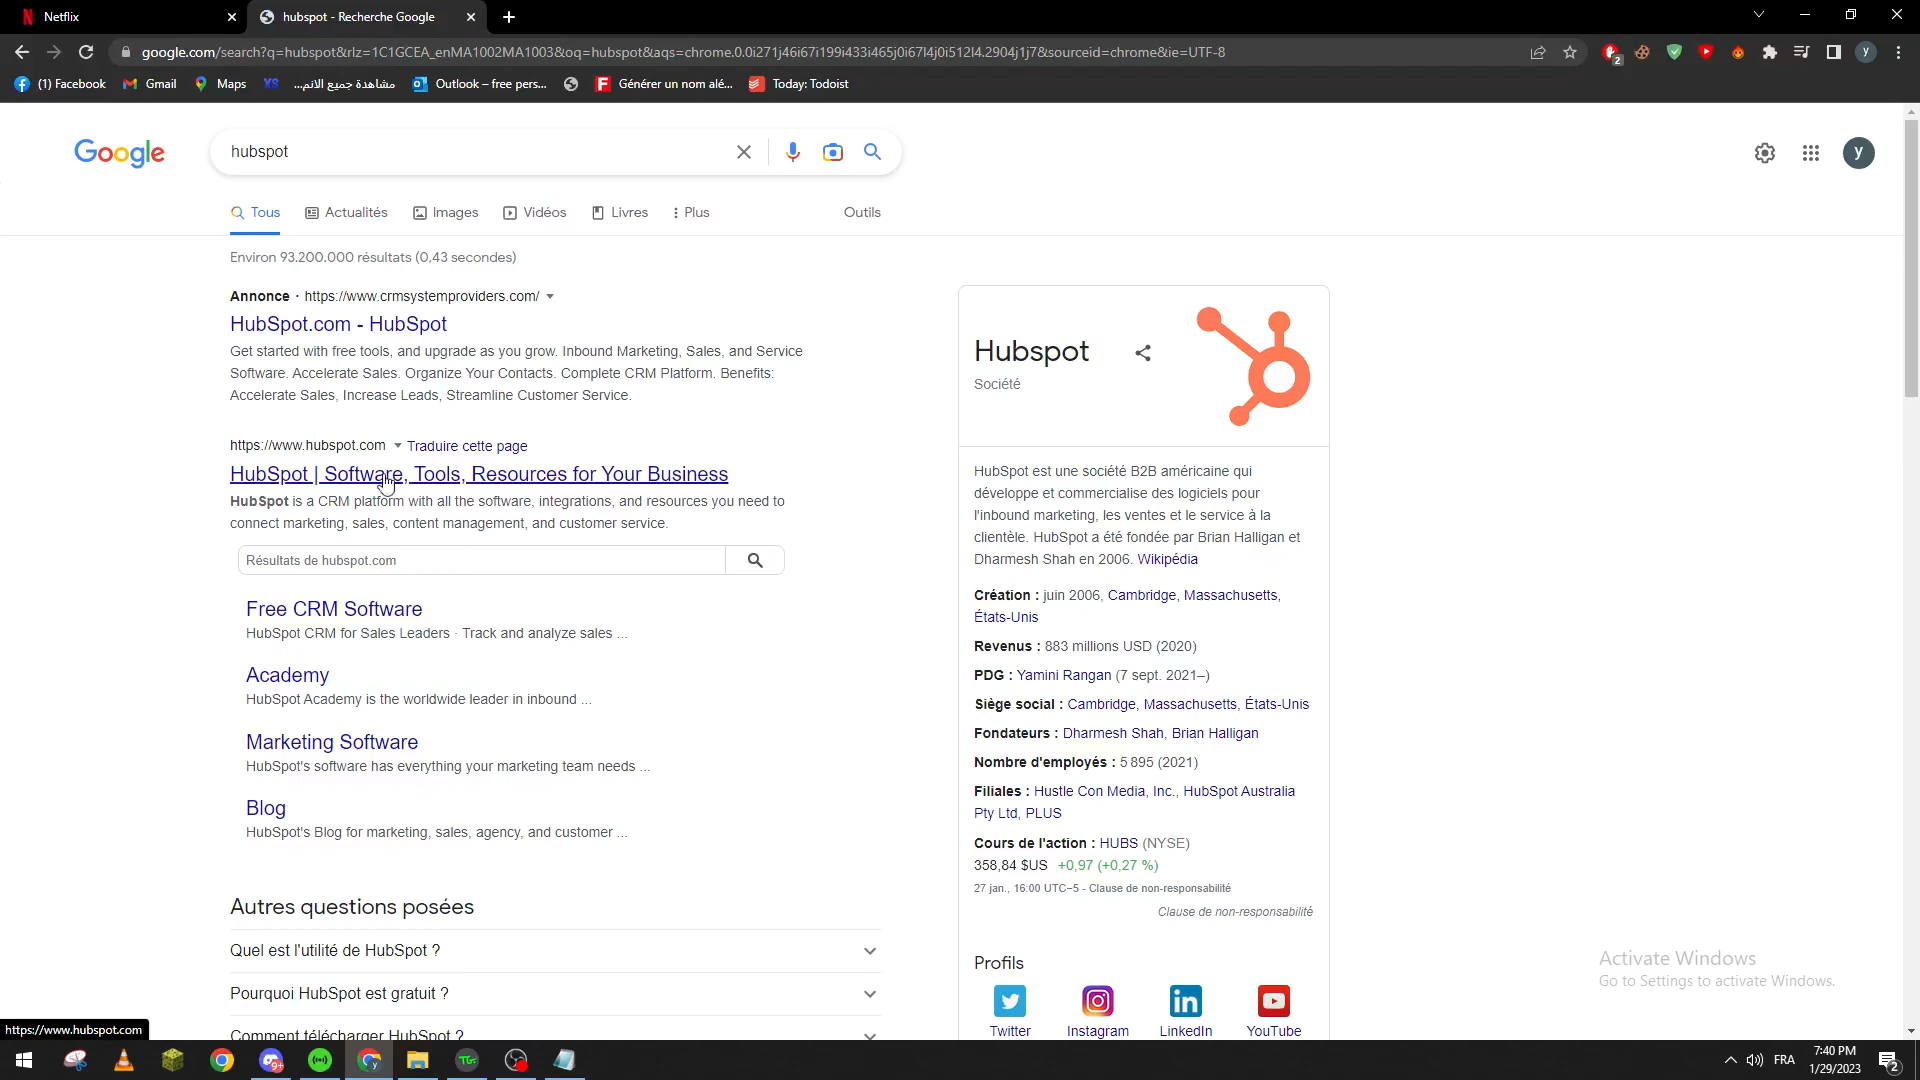 Netflix
hubspot - Recherche Google
google.com/search?q=hubspot&rlz=1C1GCEA_enMA1002MA1003&oq=hubspot&aqs=chrome.0.0i271j46i67i199i433i465j0i67l4j0i512l4.2904j1j7&sourceid=chrome&ie=UTF-8
2
y
(1) Facebook
Gmail
Maps
XS
مشاهدة جميع الانم...
Outlook – free pers...
Générer un nom alé...
Today: Todoist
Google
hubspot
y
Tous
Actualités
Images
Vidéos
Livres
Plus
Outils
Environ 93.200.000 résultats (0,43 secondes)
Annonce · https://www.crmsystemproviders.com/
HubSpot.com - HubSpot
Get started with free tools, and upgrade as you grow. Inbound Marketing, Sales, and Service
Software. Accelerate Sales. Organize Your Contacts. Complete CRM Platform. Benefits:
Accelerate Sales, Increase Leads, Streamline Customer Service.
https://www.hubspot.com
Traduire cette page
HubSpot | Software, Tools, Resources for Your Business
HubSpot is a CRM platform with all the software, integrations, and resources you need to
connect marketing, sales, content management, and customer service.
Résultats de hubspot.com
Free CRM Software
HubSpot CRM for Sales Leaders · Track and analyze sales ...
Academy
HubSpot Academy is the worldwide leader in inbound ...
Marketing Software
HubSpot's software has everything your marketing team needs ...
Blog
HubSpot's Blog for marketing, sales, agency, and customer ...
Autres questions posées
Quel est l'utilité de HubSpot ?
Pourquoi HubSpot est gratuit ?
Comment télécharger HubSpot ?
Hubspot
Société
HubSpot est une société B2B américaine qui
développe et commercialise des logiciels pour
l'inbound marketing, les ventes et le service à la
clientèle. HubSpot a été fondée par Brian Halligan et
Dharmesh Shah en 2006. Wikipédia
Création : juin 2006, Cambridge, Massachusetts,
États-Unis
Revenus : 883 millions USD (2020)
PDG : Yamini Rangan (7 sept. 2021–)
Siège social : Cambridge, Massachusetts, États-Unis
Fondateurs : Dharmesh Shah, Brian Halligan
Nombre d'employés : 5 895 (2021)
Filiales : Hustle Con Media, Inc., HubSpot Australia
Pty Ltd, PLUS
Cours de l'action : HUBS (NYSE)
358,84 $US +0,97 (+0,27 %)
27 jan., 16:00 UTC−5 - Clause de non-responsabilité
Clause de non-responsabilité
Profils
Twitter
Instagram
LinkedIn
YouTube
Activate Windows
Go to Settings to activate Windows.
https://www.hubspot.com
9+
y
FRA
7:40 PM
1/29/2023
2